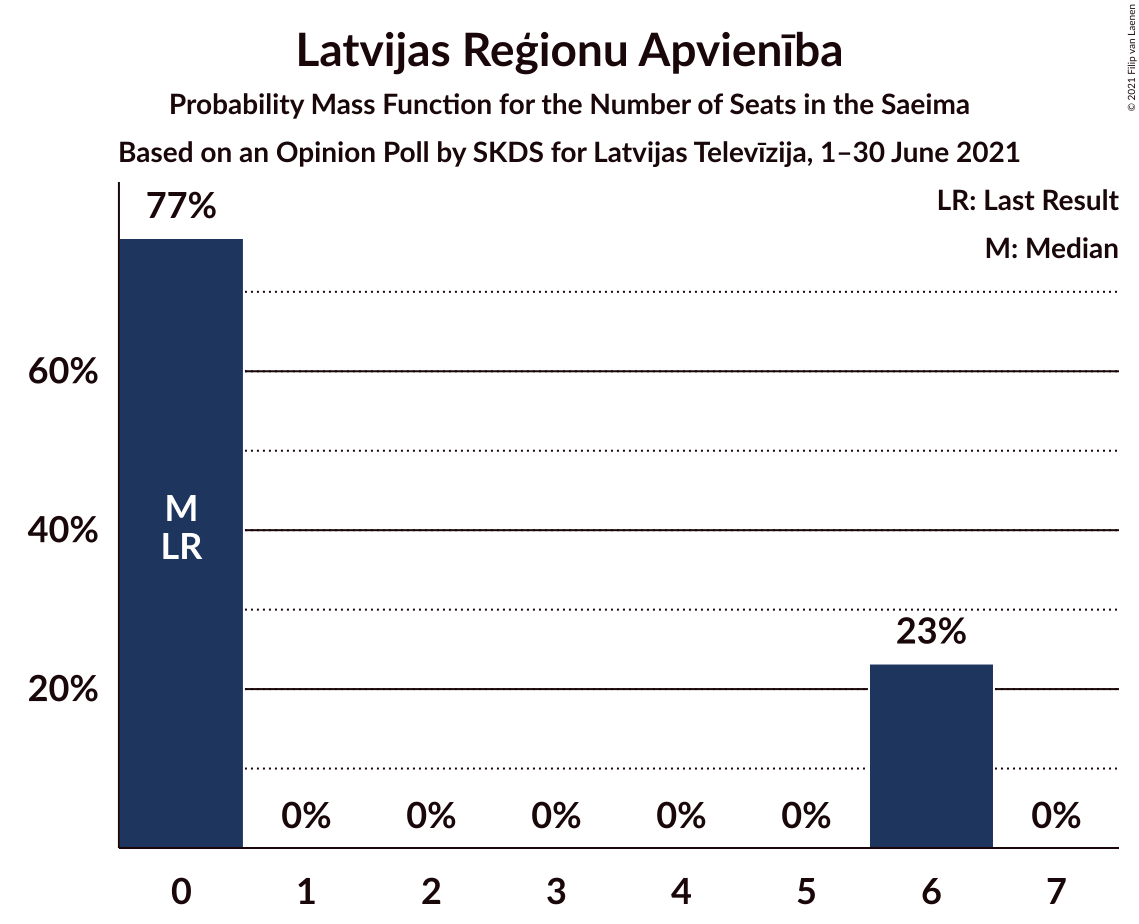 Latvijas Reģionu Apvienība
Probability Mass Function for the Number of Seats in the Saeima
Based on an Opinion Poll by SKDS for Latvijas Televīzija, 1–30 June 2021
© 2021 Filip van Laenen
LR: Last Result
M: Median
77%
60%
40%
20%
M
LR
0%
0%
0%
0%
0%
23%
0%
0
1
2
3
4
5
6
7